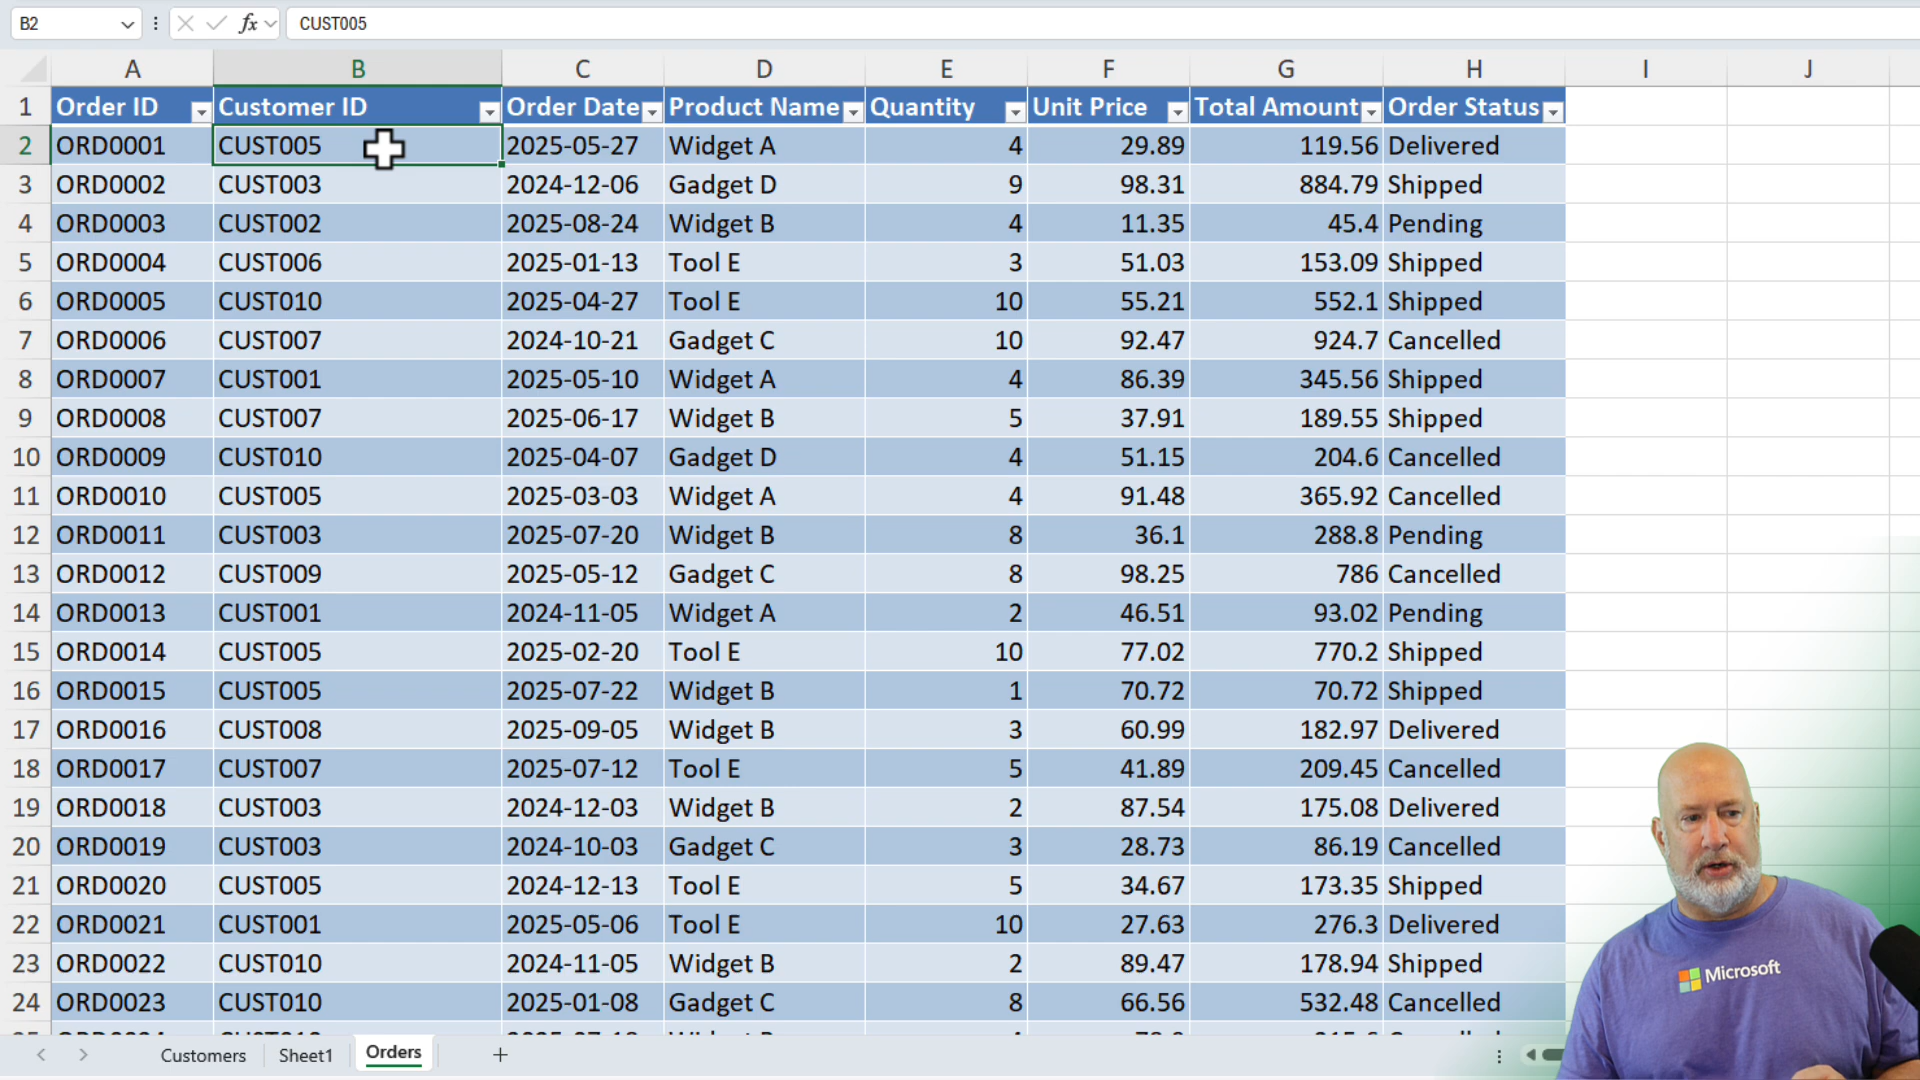 B2 fx CUST005
A B C D E F G H I J
1 Order ID Customer ID Order Date Product Name Quantity Unit Price Total Amount Order Status
2 ORD0001 CUST005 2025-05-27 Widget A 4 29.89 119.56 Delivered
3 ORD0002 CUST003 2024-12-06 Gadget D 9 98.31 884.79 Shipped
4 ORD0003 CUST002 2025-08-24 Widget B 4 11.35 45.4 Pending
5 ORD0004 CUST006 2025-01-13 Tool E 3 51.03 153.09 Shipped
6 ORD0005 CUST010 2025-04-27 Tool E 10 55.21 552.1 Shipped
7 ORD0006 CUST007 2024-10-21 Gadget C 10 92.47 924.7 Cancelled
8 ORD0007 CUST001 2025-05-10 Widget A 4 86.39 345.56 Shipped
9 ORD0008 CUST007 2025-06-17 Widget B 5 37.91 189.55 Shipped
10 ORD0009 CUST010 2025-04-07 Gadget D 4 51.15 204.6 Cancelled
11 ORD0010 CUST005 2025-03-03 Widget A 4 91.48 365.92 Cancelled
12 ORD0011 CUST003 2025-07-20 Widget B 8 36.1 288.8 Pending
13 ORD0012 CUST009 2025-05-12 Gadget C 8 98.25 786 Cancelled
14 ORD0013 CUST001 2024-11-05 Widget A 2 46.51 93.02 Pending
15 ORD0014 CUST005 2025-02-20 Tool E 10 77.02 770.2 Shipped
16 ORD0015 CUST005 2025-07-22 Widget B 1 70.72 70.72 Shipped
17 ORD0016 CUST008 2025-09-05 Widget B 3 60.99 182.97 Delivered
18 ORD0017 CUST007 2025-07-12 Tool E 5 41.89 209.45 Cancelled
19 ORD0018 CUST003 2024-12-03 Widget B 2 87.54 175.08 Delivered
20 ORD0019 CUST003 2024-10-03 Gadget C 3 28.73 86.19 Cancelled
21 ORD0020 CUST005 2024-12-13 Tool E 5 34.67 173.35 Shipped
22 ORD0021 CUST001 2025-05-06 Tool E 10 27.63 276.3 Delivered
23 ORD0022 CUST010 2024-11-05 Widget B 2 89.47 178.94 Shipped
24 ORD0023 CUST010 2025-01-08 Gadget C 8 66.56 532.48 Cancelled
Microsoft
Customers Sheet1 Orders